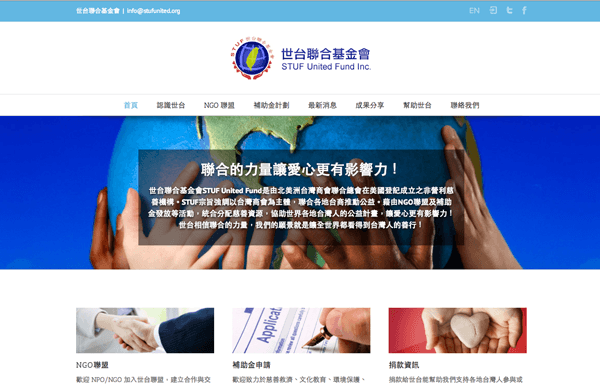 世台聯合基金會 | info@stufunited.org
EN
STUF 世台聯合基金會
世台聯合基金會
STUF United Fund Inc.
首頁 認識世台 NGO 聯盟 補助金計劃 最新消息 成果分享 幫助世台 聯絡我們
聯合的力量讓愛心更有影響力！
世台聯合基金會STUF United Fund是由北美洲台灣商會聯合總會在美國登記成立之非營利慈
善機構。STUF宗旨強調以台灣商會為主軸，聯合各地台商推動公益。藉由NGO聯盟及補助
金發放等活動，統合分配慈善資源，協助世界各地台灣人的公益計畫，讓愛心更有影響力！
世台相信聯合的力量，我們的願景就是讓全世界都看得到台灣人的善行！
Application
NGO聯盟
補助金申請
捐款資訊
歡迎 NPO/NGO 加入世台聯盟，建立合作與交
歡迎致力於慈善救濟、文化教育、環境保護、
捐款給世台能幫助我們支持各地台灣人參與或